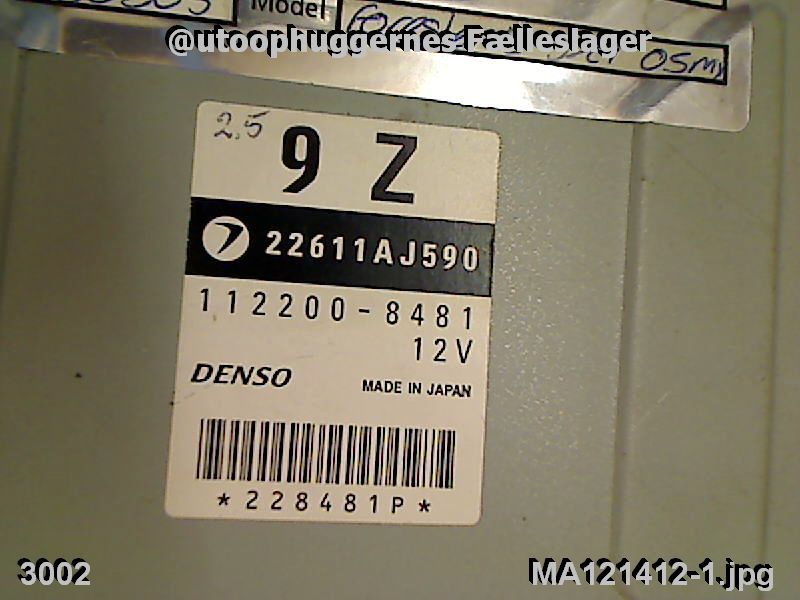 Model
@utoophuggernes Fælleslager
2.5
9 Z
22611AJ590
112200-8481
12V
DENSO
MADE IN JAPAN
*228481P*
3002
MA121412-1.jpg